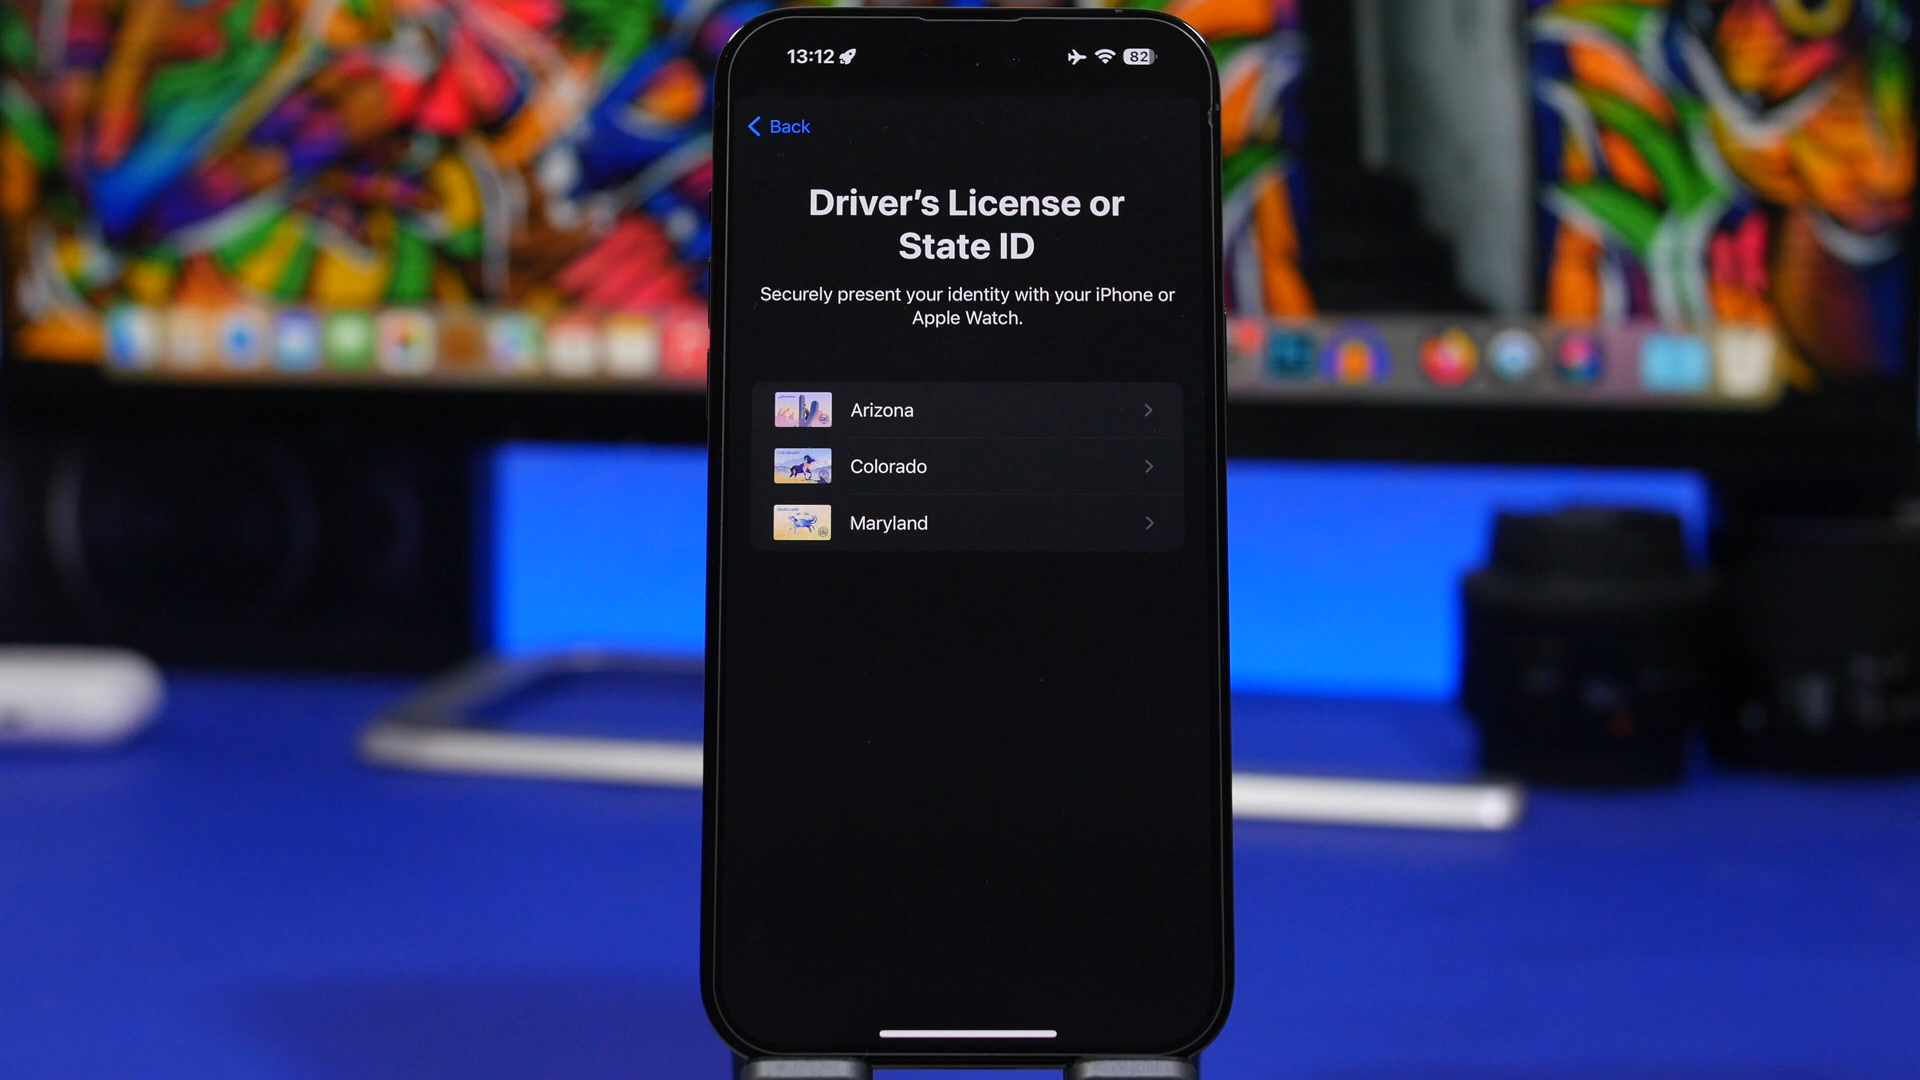 13:12
82
Back
Driver's License or
State ID
Securely present your identity with your iPhone or
Apple Watch.
Arizona
Colorado
Maryland